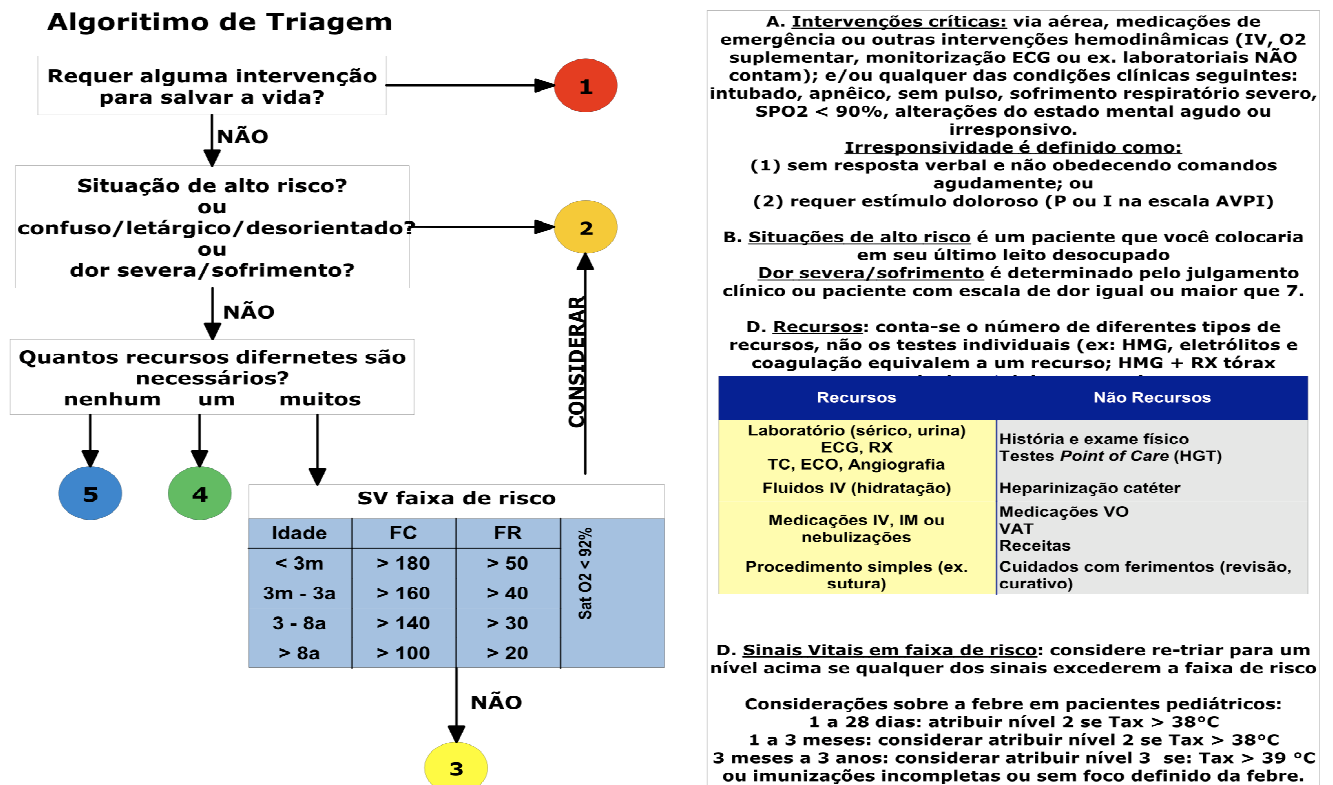 Algoritimo de Triagem
Requer alguma intervenção
para salvar a vida?
1
NÃO
Situação de alto risco?
ou
confuso/letárgico/desorientado?
ou
dor severa/sofrimento?
2
NÃO
CONSIDERAR
Quantos recursos difernetes são
necessários?
nenhum um muitos
5
4
SV faixa de risco
Idade FC FR
< 3m > 180 > 50
3m - 3a > 160 > 40
3 - 8a > 140 > 30
> 8a > 100 > 20
Sat O2 < 92%
NÃO
3
A. Intervenções críticas: via aérea, medicações de
emergência ou outras intervenções hemodinâmicas (IV, O2
suplementar, monitorização ECG ou ex. laboratoriais NÃO
contam); e/ou qualquer das condições clínicas seguintes:
intubado, apnêico, sem pulso, sofrimento respiratório severo,
SPO2 < 90%, alterações do estado mental agudo ou
irresponsivo.
Irresponsividade é definido como:
(1) sem resposta verbal e não obedecendo comandos
agudamente; ou
(2) requer estímulo doloroso (P ou I na escala AVPI)
B. Situações de alto risco é um paciente que você colocaria
em seu último leito desocupado
Dor severa/sofrimento é determinado pelo julgamento
clínico ou paciente com escala de dor igual ou maior que 7.
D. Recursos: conta-se o número de diferentes tipos de
recursos, não os testes individuais (ex: HMG, eletrólitos e
coagulação equivalem a um recurso; HMG + RX tórax
Recursos Não Recursos
Laboratório (sérico, urina)
ECG, RX
TC, ECO, Angiografia
História e exame físico
Testes Point of Care (HGT)
Fluidos IV (hidratação) Heparinização catéter
Medicações IV, IM ou
nebulizações
Medicações VO
VAT
Receitas
Procedimento simples (ex.
sutura)
Cuidados com ferimentos (revisão,
curativo)
D. Sinais Vitais em faixa de risco: considere re-triar para um
nível acima se qualquer dos sinais excederem a faixa de risco
Considerações sobre a febre em pacientes pediátricos:
1 a 28 dias: atribuir nível 2 se Tax > 38°C
1 a 3 meses: considerar atribuir nível 2 se Tax > 38°C
3 meses a 3 anos: considerar atribuir nível 3 se: Tax > 39 °C
ou imunizações incompletas ou sem foco definido da febre.